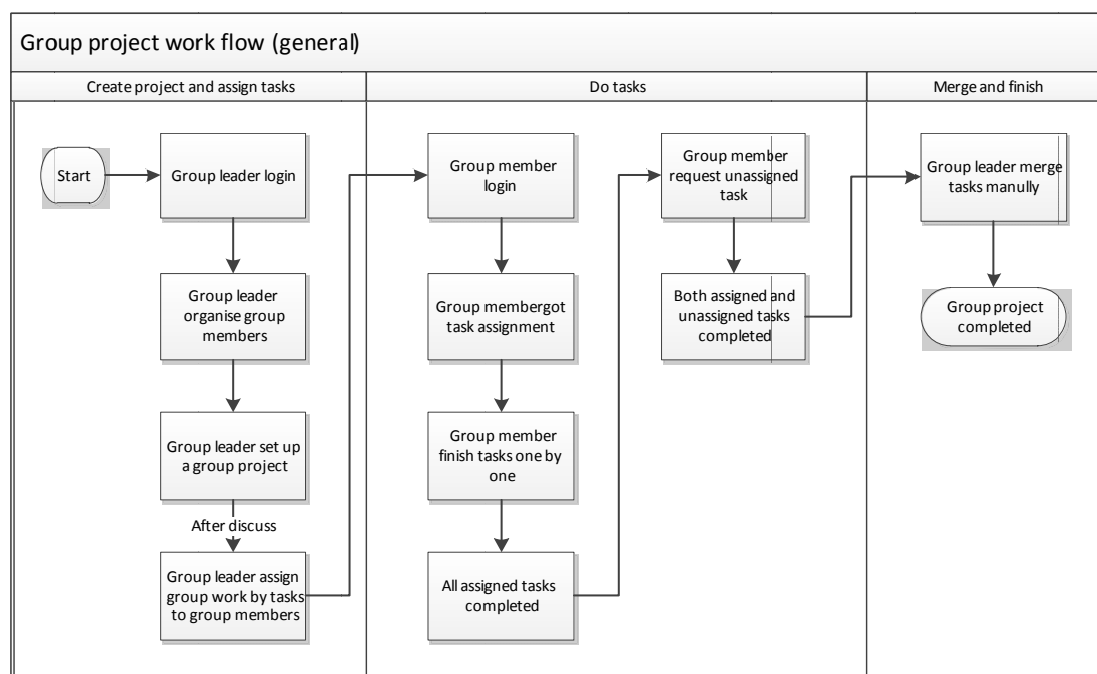 Group project work flow (general)
Create project and assign tasks
Do tasks
Merge and finish
Start
Group leader login
Group leader
organise group
members
Group leader set up
a group project
After discuss
Group leader assign
group work by tasks
to group members
Group member
login
Group membergot
task assignment
Group member
finish tasks one by
one
All assigned tasks
completed
Group member
request unassigned
task
Both assigned and
unassigned tasks
completed
Group leader merge
tasks manully
Group project
completed